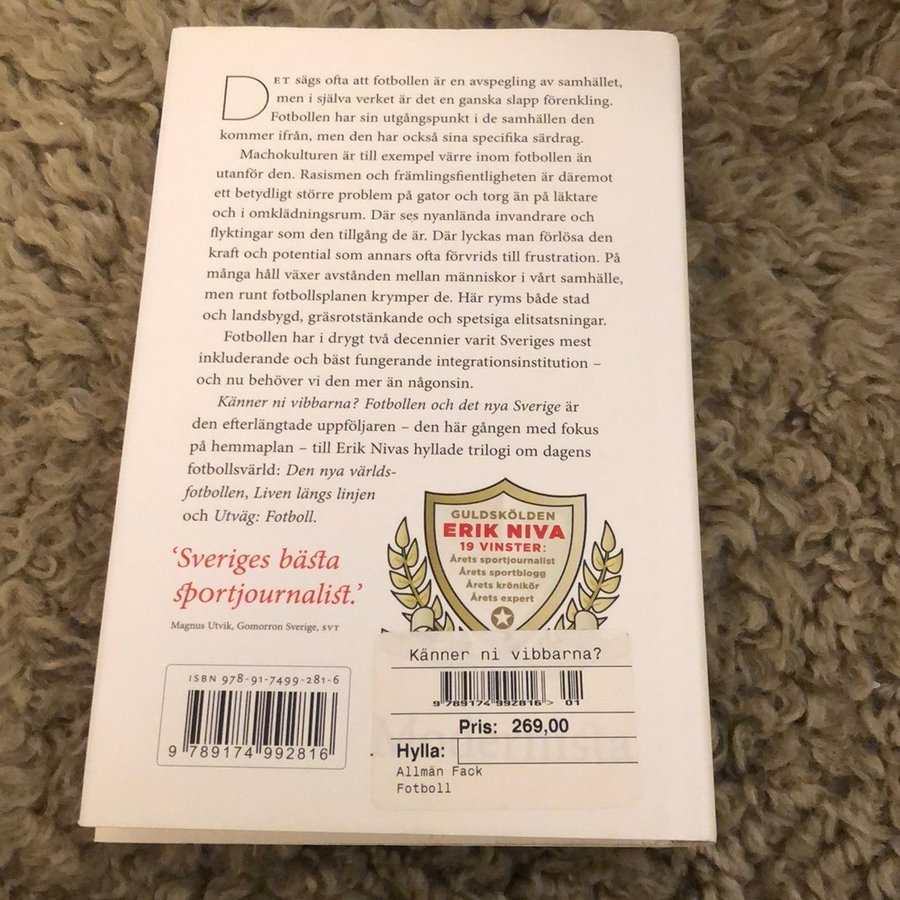 DET sägs ofta att fotbollen är en avspegling av samhället,
men i själva verket är det en ganska slapp förenkling.
Fotbollen har sin utgångspunkt i de samhällen den
kommer ifrån, men den har också sina specifika särdrag.
Machokulturen är till exempel värre inom fotbollen än
utanför den. Rasismen och främlingsfientligheten är däremot
ett betydligt större problem på gator och torg än på läktare
och i omklädningsrum. Där ses nyanlända invandrare och
flyktingar som den tillgång de är. Där lyckas man förlösa den
kraft och potential som annars ofta förvrids till frustration. På
många håll växer avstånden mellan människor i vårt samhälle,
men runt fotbollsplanen krymper de. Här ryms både stad
och landsbygd, gräsrotstänkande och spetsiga elitsatsningar.
Fotbollen har i drygt två decennier varit Sveriges mest
inkluderande och bäst fungerande integrationsinstitution –
och nu behöver vi den mer än någonsin.
Känner ni vibbarna? Fotbollen och det nya Sverige är
den efterlängtade uppföljaren – den här gången med fokus
på hemmaplan – till Erik Nivas hyllade trilogi om dagens
fotbollsvärld: Den nya världs-
fotbollen, Liven längs linjen
och Utväg: Fotboll.
GULDSKÖLDEN
ERIK NIVA
19 VINSTER:
Årets sportjournalist
Årets sportblogg
Årets krönikör
Årets expert
‘Sveriges bästa
sportjournalist.’
Magnus Utvik, Gomorron Sverige, SVT
ISBN 978-91-7499-281-6
9 789174 992816
Känner ni vibbarna?
9 789174 992816 > 01
Pris: 269,00
Hylla:
Allmän Fack
Fotboll